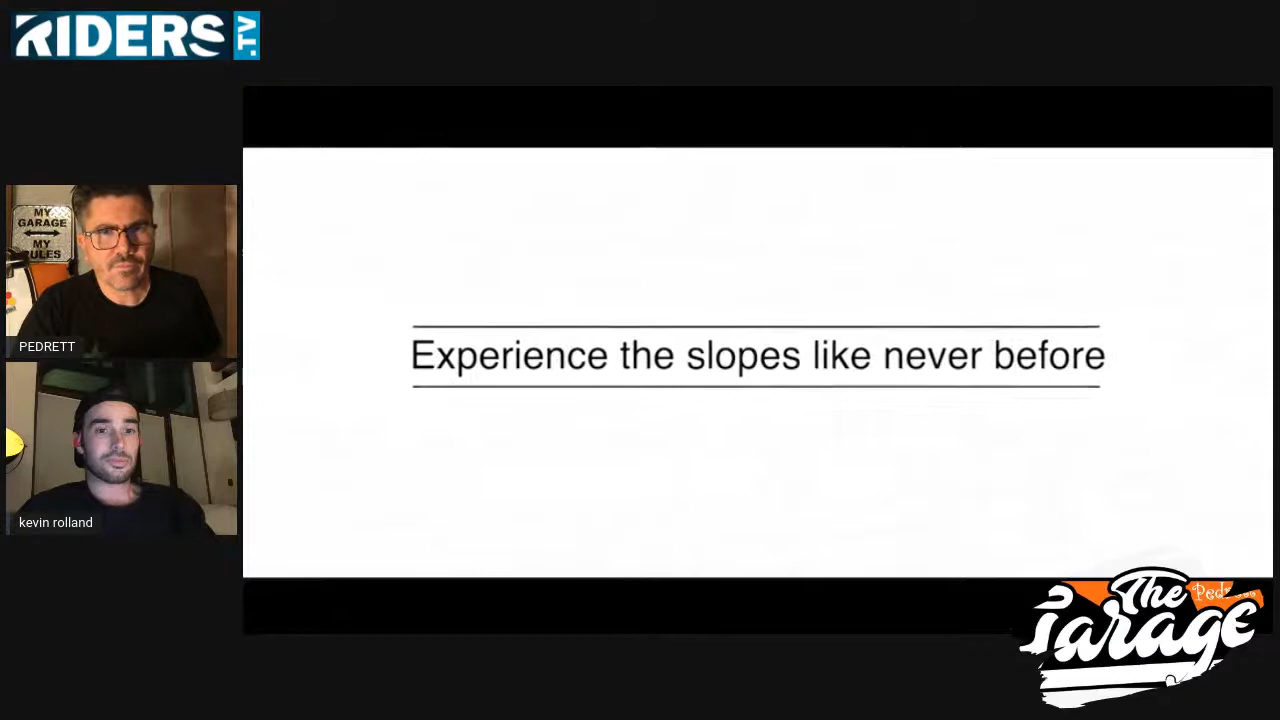 RIDERS
.TV
MY
GARAGE
MY
RULES
PEDRETT
kevin rolland
Experience the slopes like never before
The
Garage